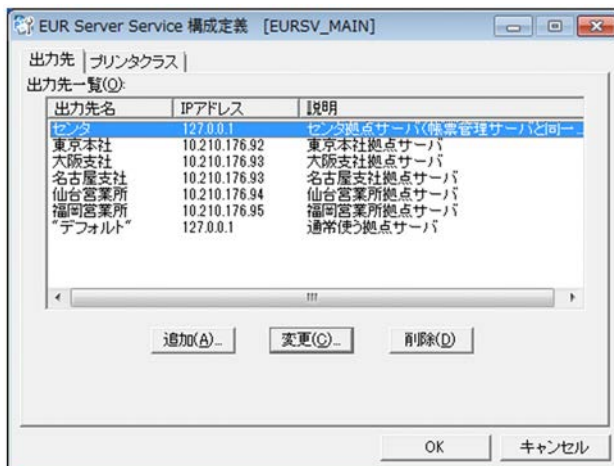 EUR Server Service 構成定義 [EURSV_MAIN]
出力先 プリンタクラス
出力先一覧(O):
出力先名 IPアドレス 説明
センタ 127.0.0.1 センタ拠点サーバ(帳票管理サーバと同一...
東京本社 10.210.176.92 東京本社拠点サーバ
大阪支社 10.210.176.93 大阪支社拠点サーバ
名古屋支社 10.210.176.93 名古屋支社拠点サーバ
仙台営業所 10.210.176.94 仙台営業所拠点サーバ
福岡営業所 10.210.176.95 福岡営業所拠点サーバ
"デフォルト" 127.0.0.1 通常使う拠点サーバ
追加(A)... 変更(C)... 削除(D)
OK キャンセル